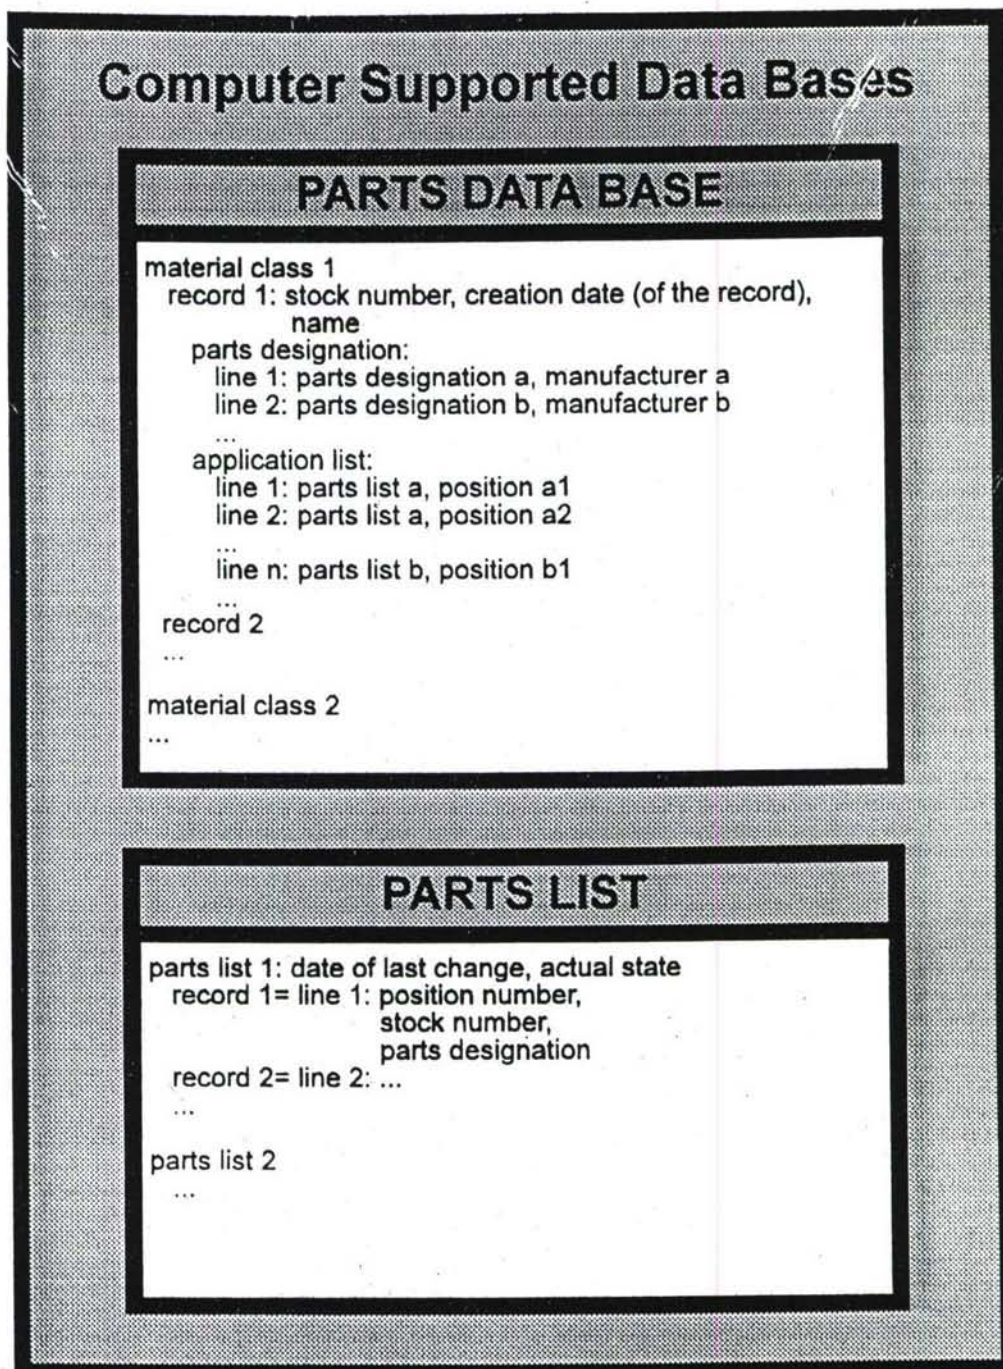 Computer Supported Data Bases
PARTS DATA BASE
material class 1
record 1: stock number, creation date (of the record),
name
parts designation:
line 1: parts designation a, manufacturer a
line 2: parts designation b, manufacturer b
...
application list:
line 1: parts list a, position a1
line 2: parts list a, position a2
...
line n: parts list b, position b1
...
record 2
...
material class 2
...
PARTS LIST
parts list 1: date of last change, actual state
record 1= line 1: position number,
stock number,
parts designation
record 2= line 2: ...
...
parts list 2
...